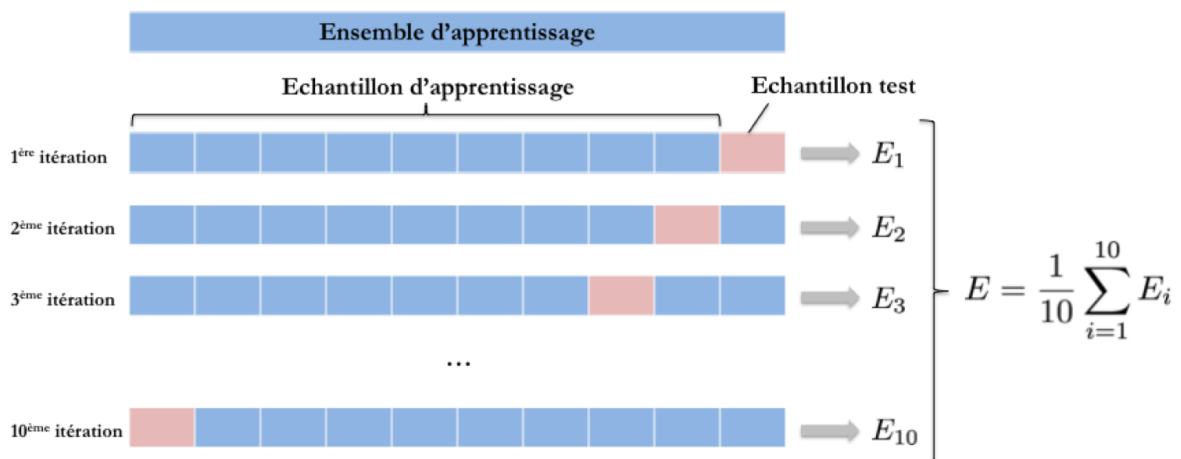 Ensemble d'apprentissage
Echantillon d'apprentissage
Echantillon test
1ère itération
E₁
2ème itération
E₂
3ème itération
E₃
E = 1/10 ∑_{i=1}^{10} E_i
...
10ème itération
E₁₀